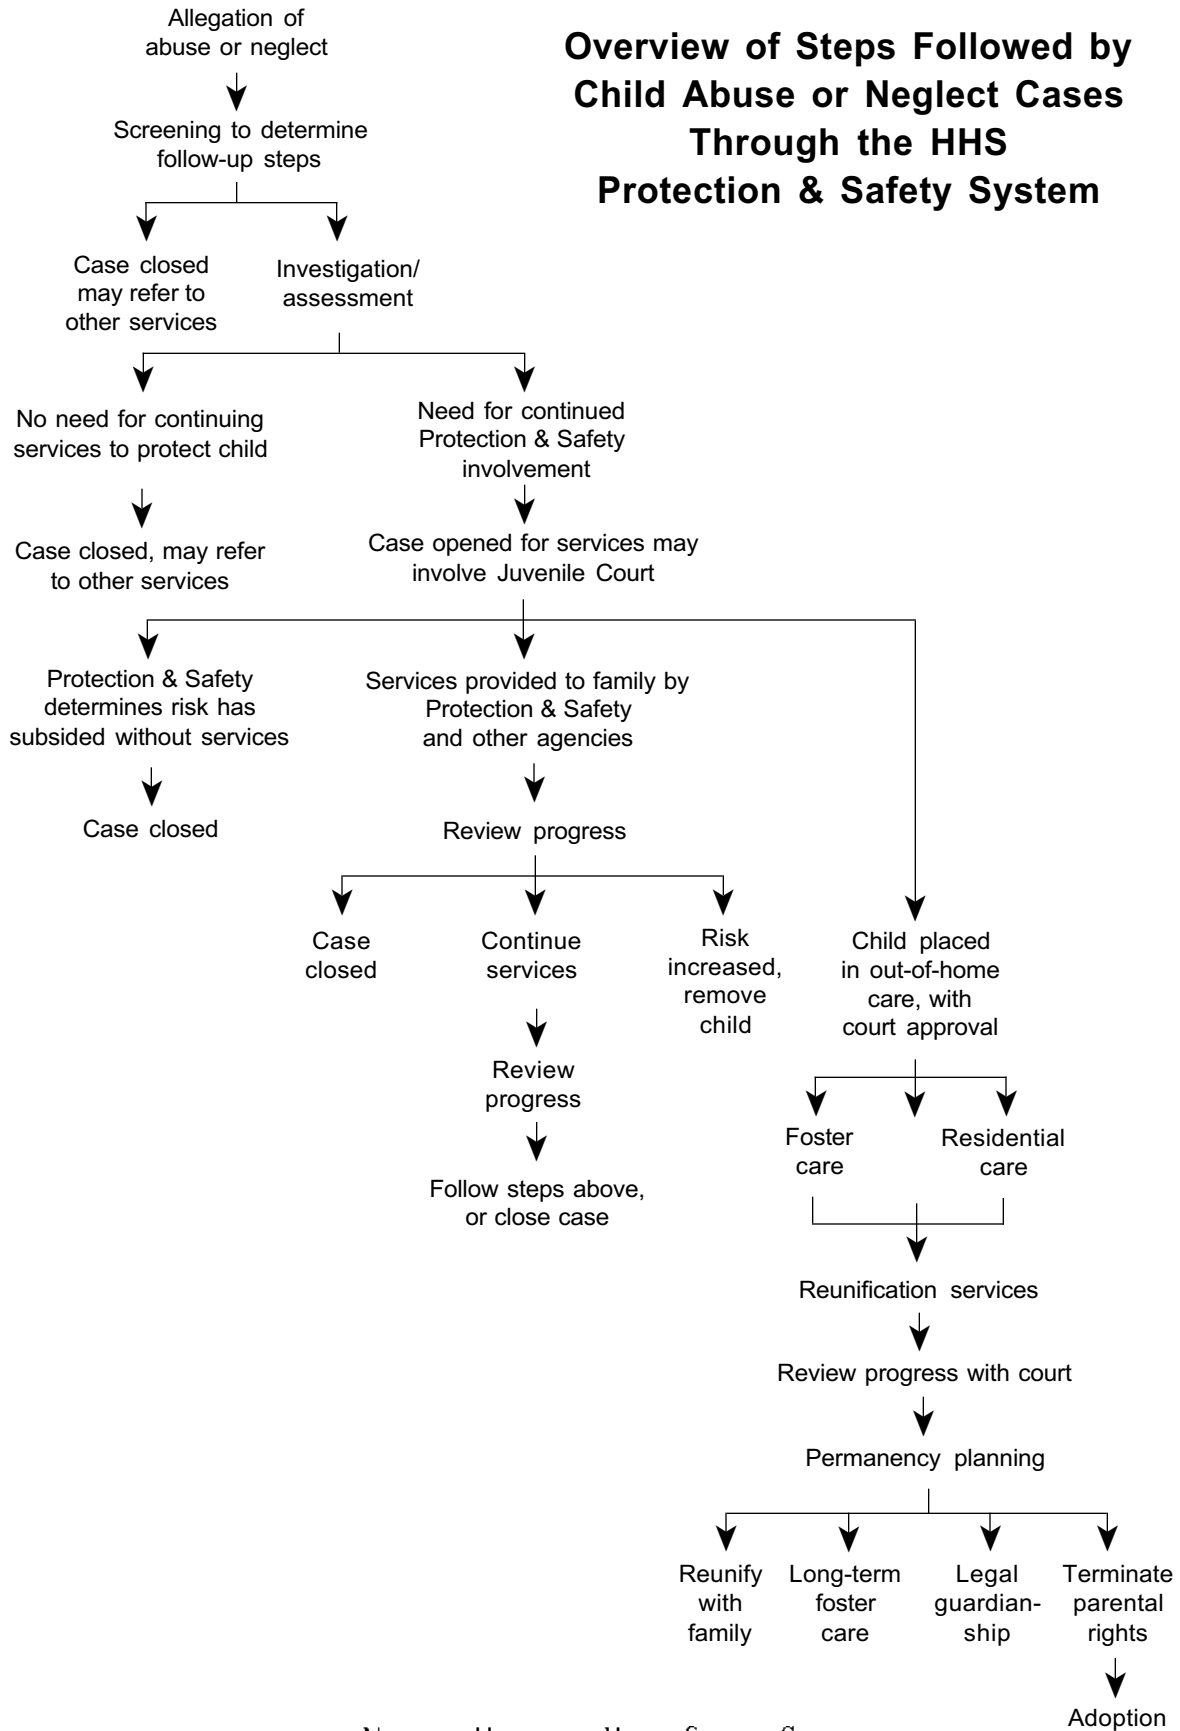 Overview of Steps Followed by
Child Abuse or Neglect Cases
Through the HHS
Protection & Safety System
Allegation of
abuse or neglect
Screening to determine
follow-up steps
Case closed
may refer to
other services
Investigation/
assessment
No need for continuing
services to protect child
Need for continued
Protection & Safety
involvement
Case closed, may refer
to other services
Case opened for services may
involve Juvenile Court
Protection & Safety
determines risk has
subsided without services
Services provided to family by
Protection & Safety
and other agencies
Case closed
Review progress
Case
closed
Continue
services
Risk
increased,
remove
child
Child placed
in out-of-home
care, with
court approval
Review
progress
Foster
care
Residential
care
Follow steps above,
or close case
Reunification services
Review progress with court
Permanency planning
Reunify
with
family
Long-term
foster
care
Legal
guardian-
ship
Terminate
parental
rights
Adoption